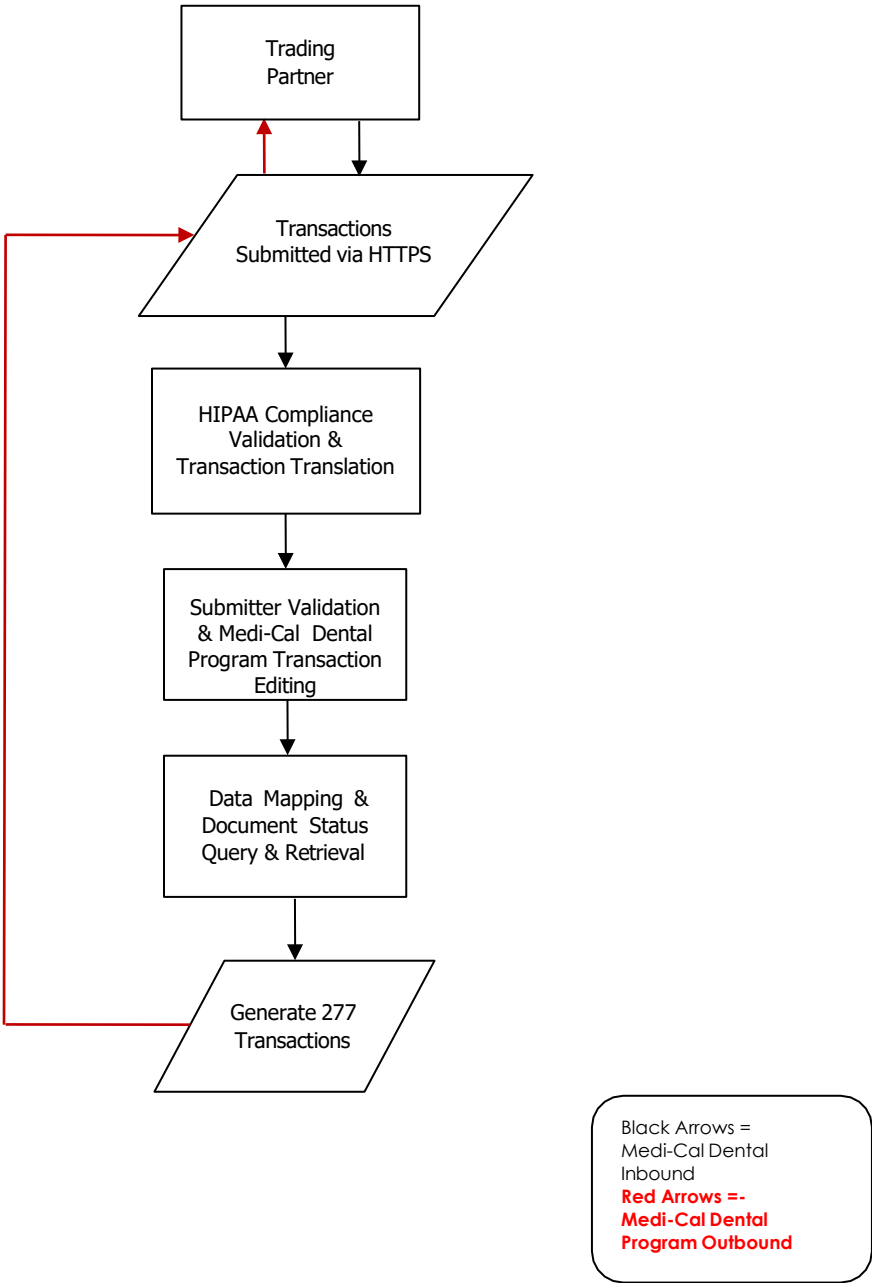 Trading
Partner
Transactions
Submitted via HTTPS
HIPAA Compliance
Validation &
Transaction Translation
Submitter Validation
& Medi-Cal Dental
Program Transaction
Editing
Data Mapping &
Document Status
Query & Retrieval
Generate 277
Transactions
Black Arrows =
Medi-Cal Dental
Inbound
Red Arrows =-
Medi-Cal Dental
Program Outbound